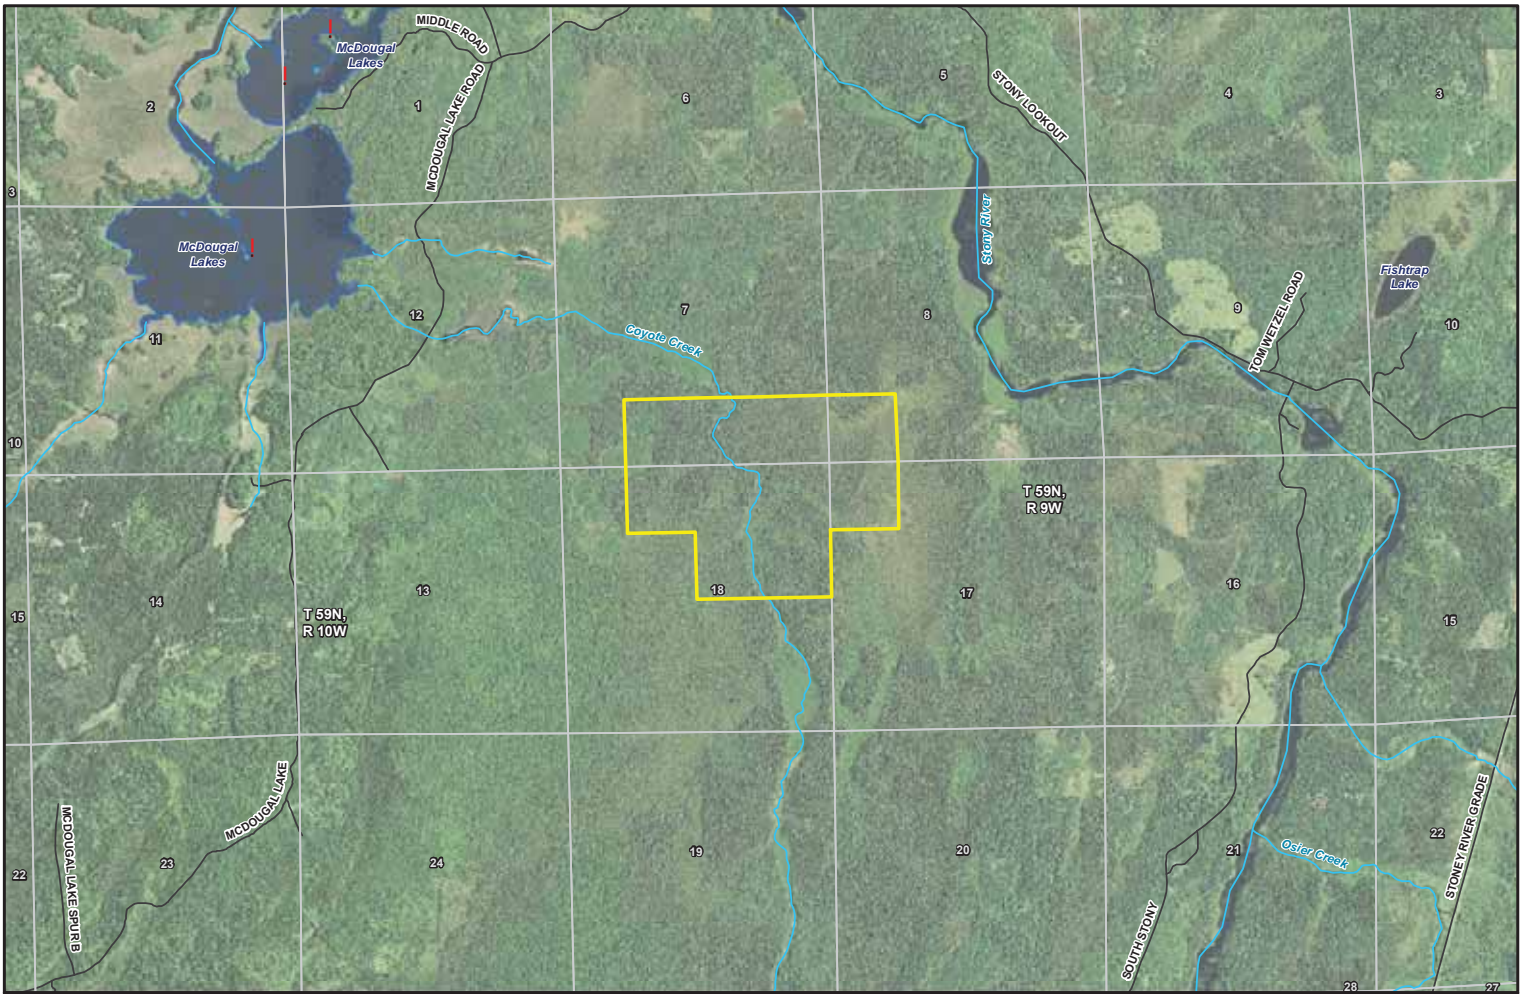 MIDDLE ROAD
McDougal
Lakes
5
STONY LOOKOUT
4
3
2
1
6
MCDOUGAL LAKE ROAD
3
McDougal
Lakes
Stony River
Fishtrap
Lake
TOM WETZEL ROAD
11
12
7
8
9
10
Coyote Creek
10
T 59N,
R 9W
15
14
13
T 59N,
R 10W
18
17
16
15
MCDOUGAL LAKE
MCDOUGAL LAKE SPUR B
22
23
24
19
20
21
Osier Creek
22
STONEY RIVER GRADE
SOUTH STONY
28
27